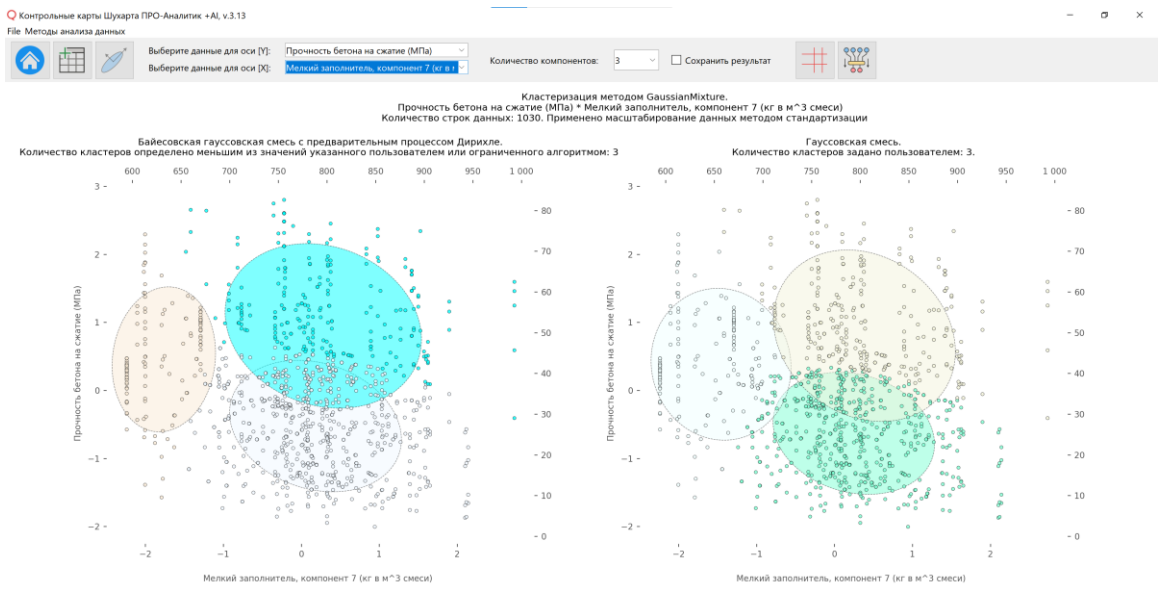 Контрольные карты Шухарта ПРО-Аналитик +AI, v.3.13
File Методы анализа данных
Выберите данные для оси [Y]: Прочность бетона на сжатие (МПа)
Выберите данные для оси [X]: Мелкий заполнитель, компонент 7 (кг в
Количество компонентов: 3
Сохранить результат
Кластеризация методом GaussianMixture.
Прочность бетона на сжатие (МПа) * Мелкий заполнитель, компонент 7 (кг в m^3 смеси)
Количество строк данных: 1030. Применено масштабирование данных методом стандартизации
Байесовская гауссовская смесь с предварительным процессом Дирихле.
Количество кластеров определено меньшим из значений указанного пользователем или ограниченного алгоритмом: 3
600 650 700 750 800 850 900 950 1 000
3
2
1
0
−1
−2
Прочность бетона на сжатие (МПа)
80
70
60
50
40
30
20
10
0
−2 −1 0 1 2
Мелкий заполнитель, компонент 7 (кг в m^3 смеси)
Гауссовская смесь.
Количество кластеров задано пользователем: 3.
600 650 700 750 800 850 900 950 1 000
3
2
1
0
−1
−2
Прочность бетона на сжатие (МПа)
80
70
60
50
40
30
20
10
0
−2 −1 0 1 2
Мелкий заполнитель, компонент 7 (кг в m^3 смеси)